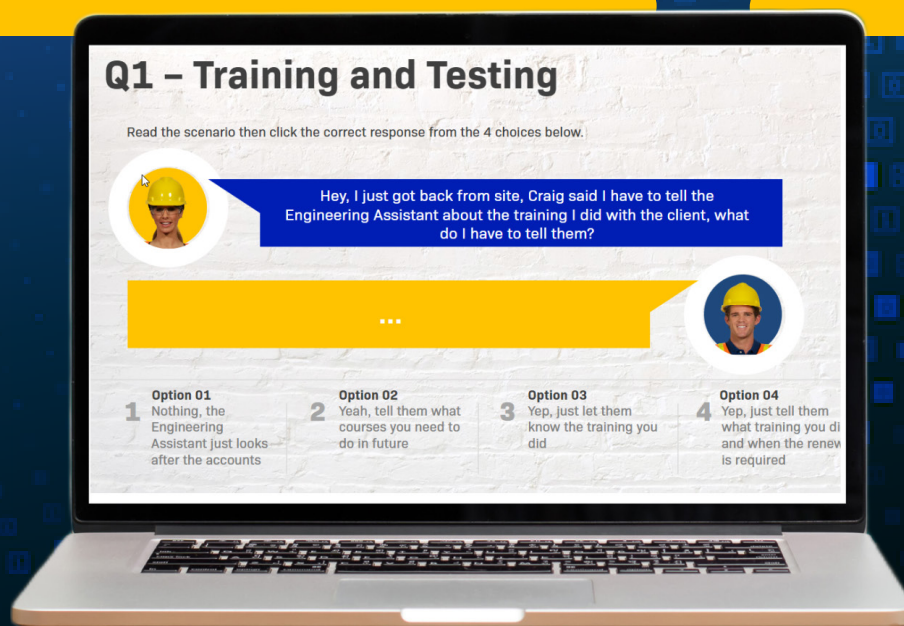 Q1 – Training and Testing
Read the scenario then click the correct response from the 4 choices below.
Hey, I just got back from site, Craig said I have to tell the
Engineering Assistant about the training I did with the client, what
do I have to tell them?
...
Option 01
1 Nothing, the
Engineering
Assistant just looks
after the accounts
Option 02
2 Yeah, tell them what
courses you need to
do in future
Option 03
3 Yep, just let them
know the training you
did
Option 04
4 Yep, just tell them
what training you di
and when the renew
is required